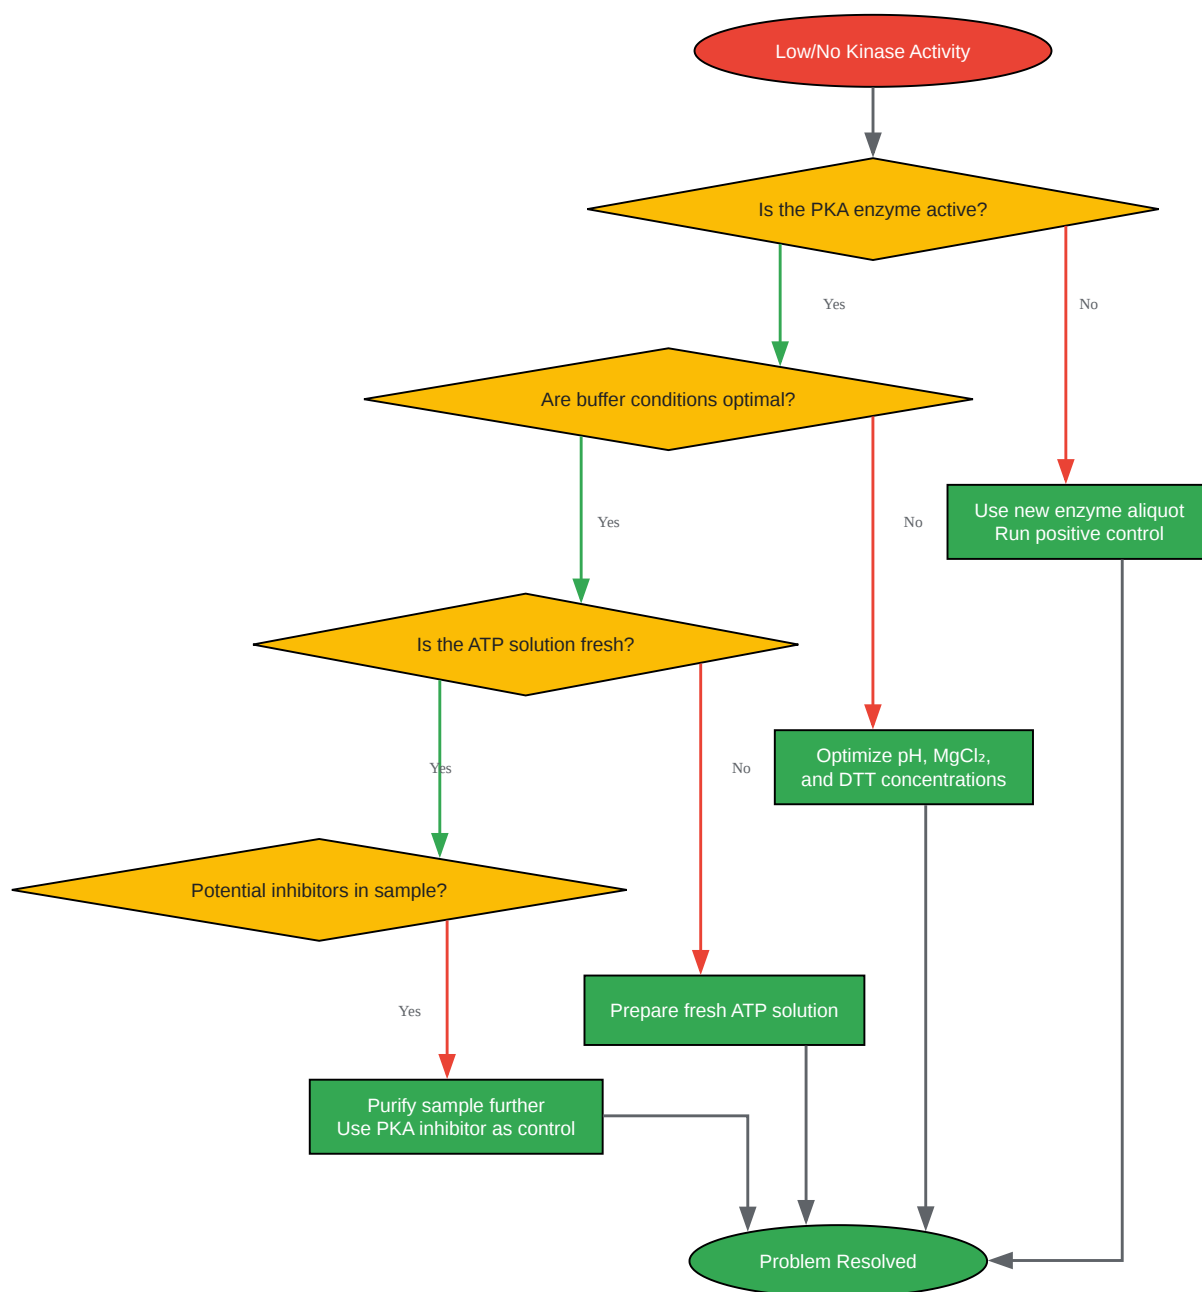 Low/No Kinase Activity
Is the PKA enzyme active?
Yes
No
Are buffer conditions optimal?
Use new enzyme aliquot
Run positive control
Yes
No
Is the ATP solution fresh?
Optimize pH, MgCl₂,
and DTT concentrations
Yes
No
Potential inhibitors in sample?
Prepare fresh ATP solution
Yes
Purify sample further
Use PKA inhibitor as control
Problem Resolved